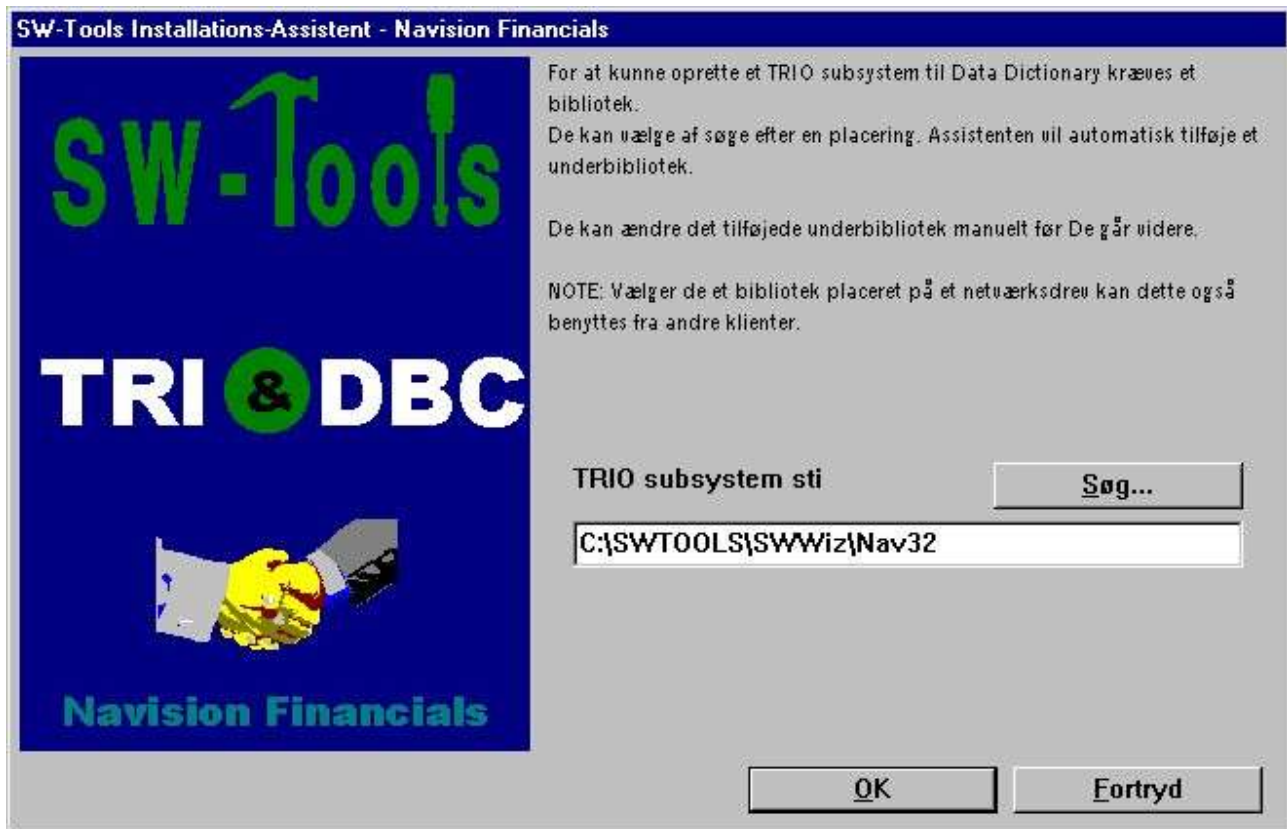 SW-Tools Installations-Assistent - Navision Financials
SW-Tools
TRI & DBC
Navision Financials
For at kunne oprette et TRIO subsystem til Data Dictionary kræves et
bibliotek.
De kan vælge af søge efter en placering. Assistenten vil automatisk tilføje et
underbibliotek.
De kan ændre det tilføjede underbibliotek manuelt før De går videre.
NOTE: Vælger de et bibliotek placeret på et netværksdrev kan dette også
benyttes fra andre klienter.
TRIO subsystem sti
Søg...
C:\SWTOOLS\SWWiz\Nav32
OK
Fortryd